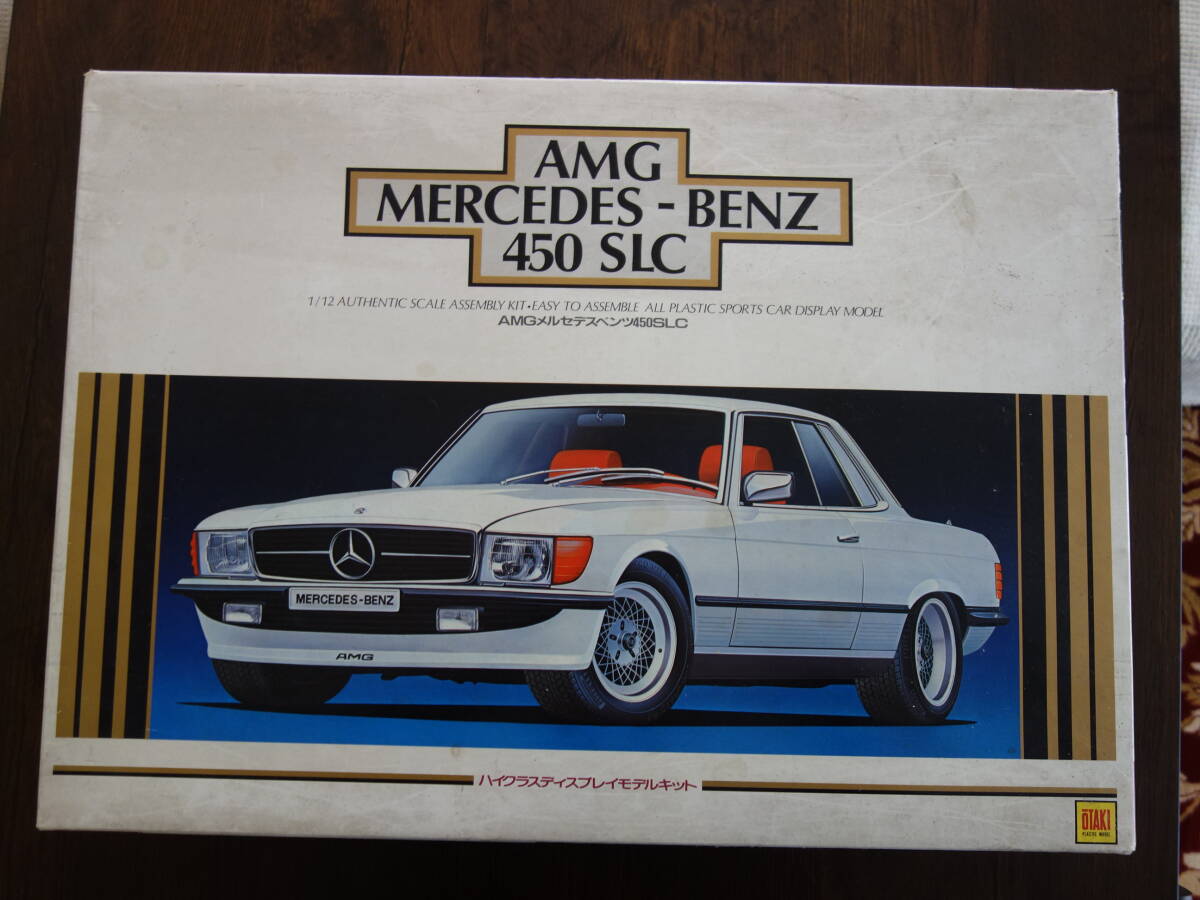 AMG
MERCEDES-BENZ
450 SLC
1/12 AUTHENTIC SCALE ASSEMBLY KIT•EASY TO ASSEMBLE ALL PLASTIC SPORTS CAR DISPLAY MODEL
AMGメルセデスベンツ450SLC
MERCEDES-BENZ
AMG
ハイクラスディスプレイモデルキット
OTAKI
PLASTIC MODEL